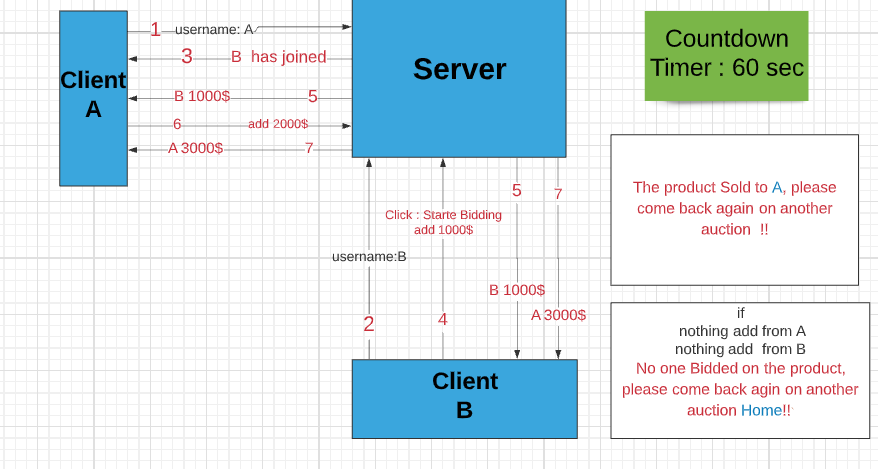 1 username: A
3 B has joined
B 1000$ 5
6 add 2000$
A 3000$ 7
Client
A
Server
Countdown
Timer : 60 sec
5 7
Click : Starte Bidding
add 1000$
username:B
B 1000$
A 3000$
2 4
Client
B
The product Sold to A, please
come back again on another
auction !!
if
nothing add from A
nothing add from B
No one Bidded on the product,
please come back agin on another
auction Home!!